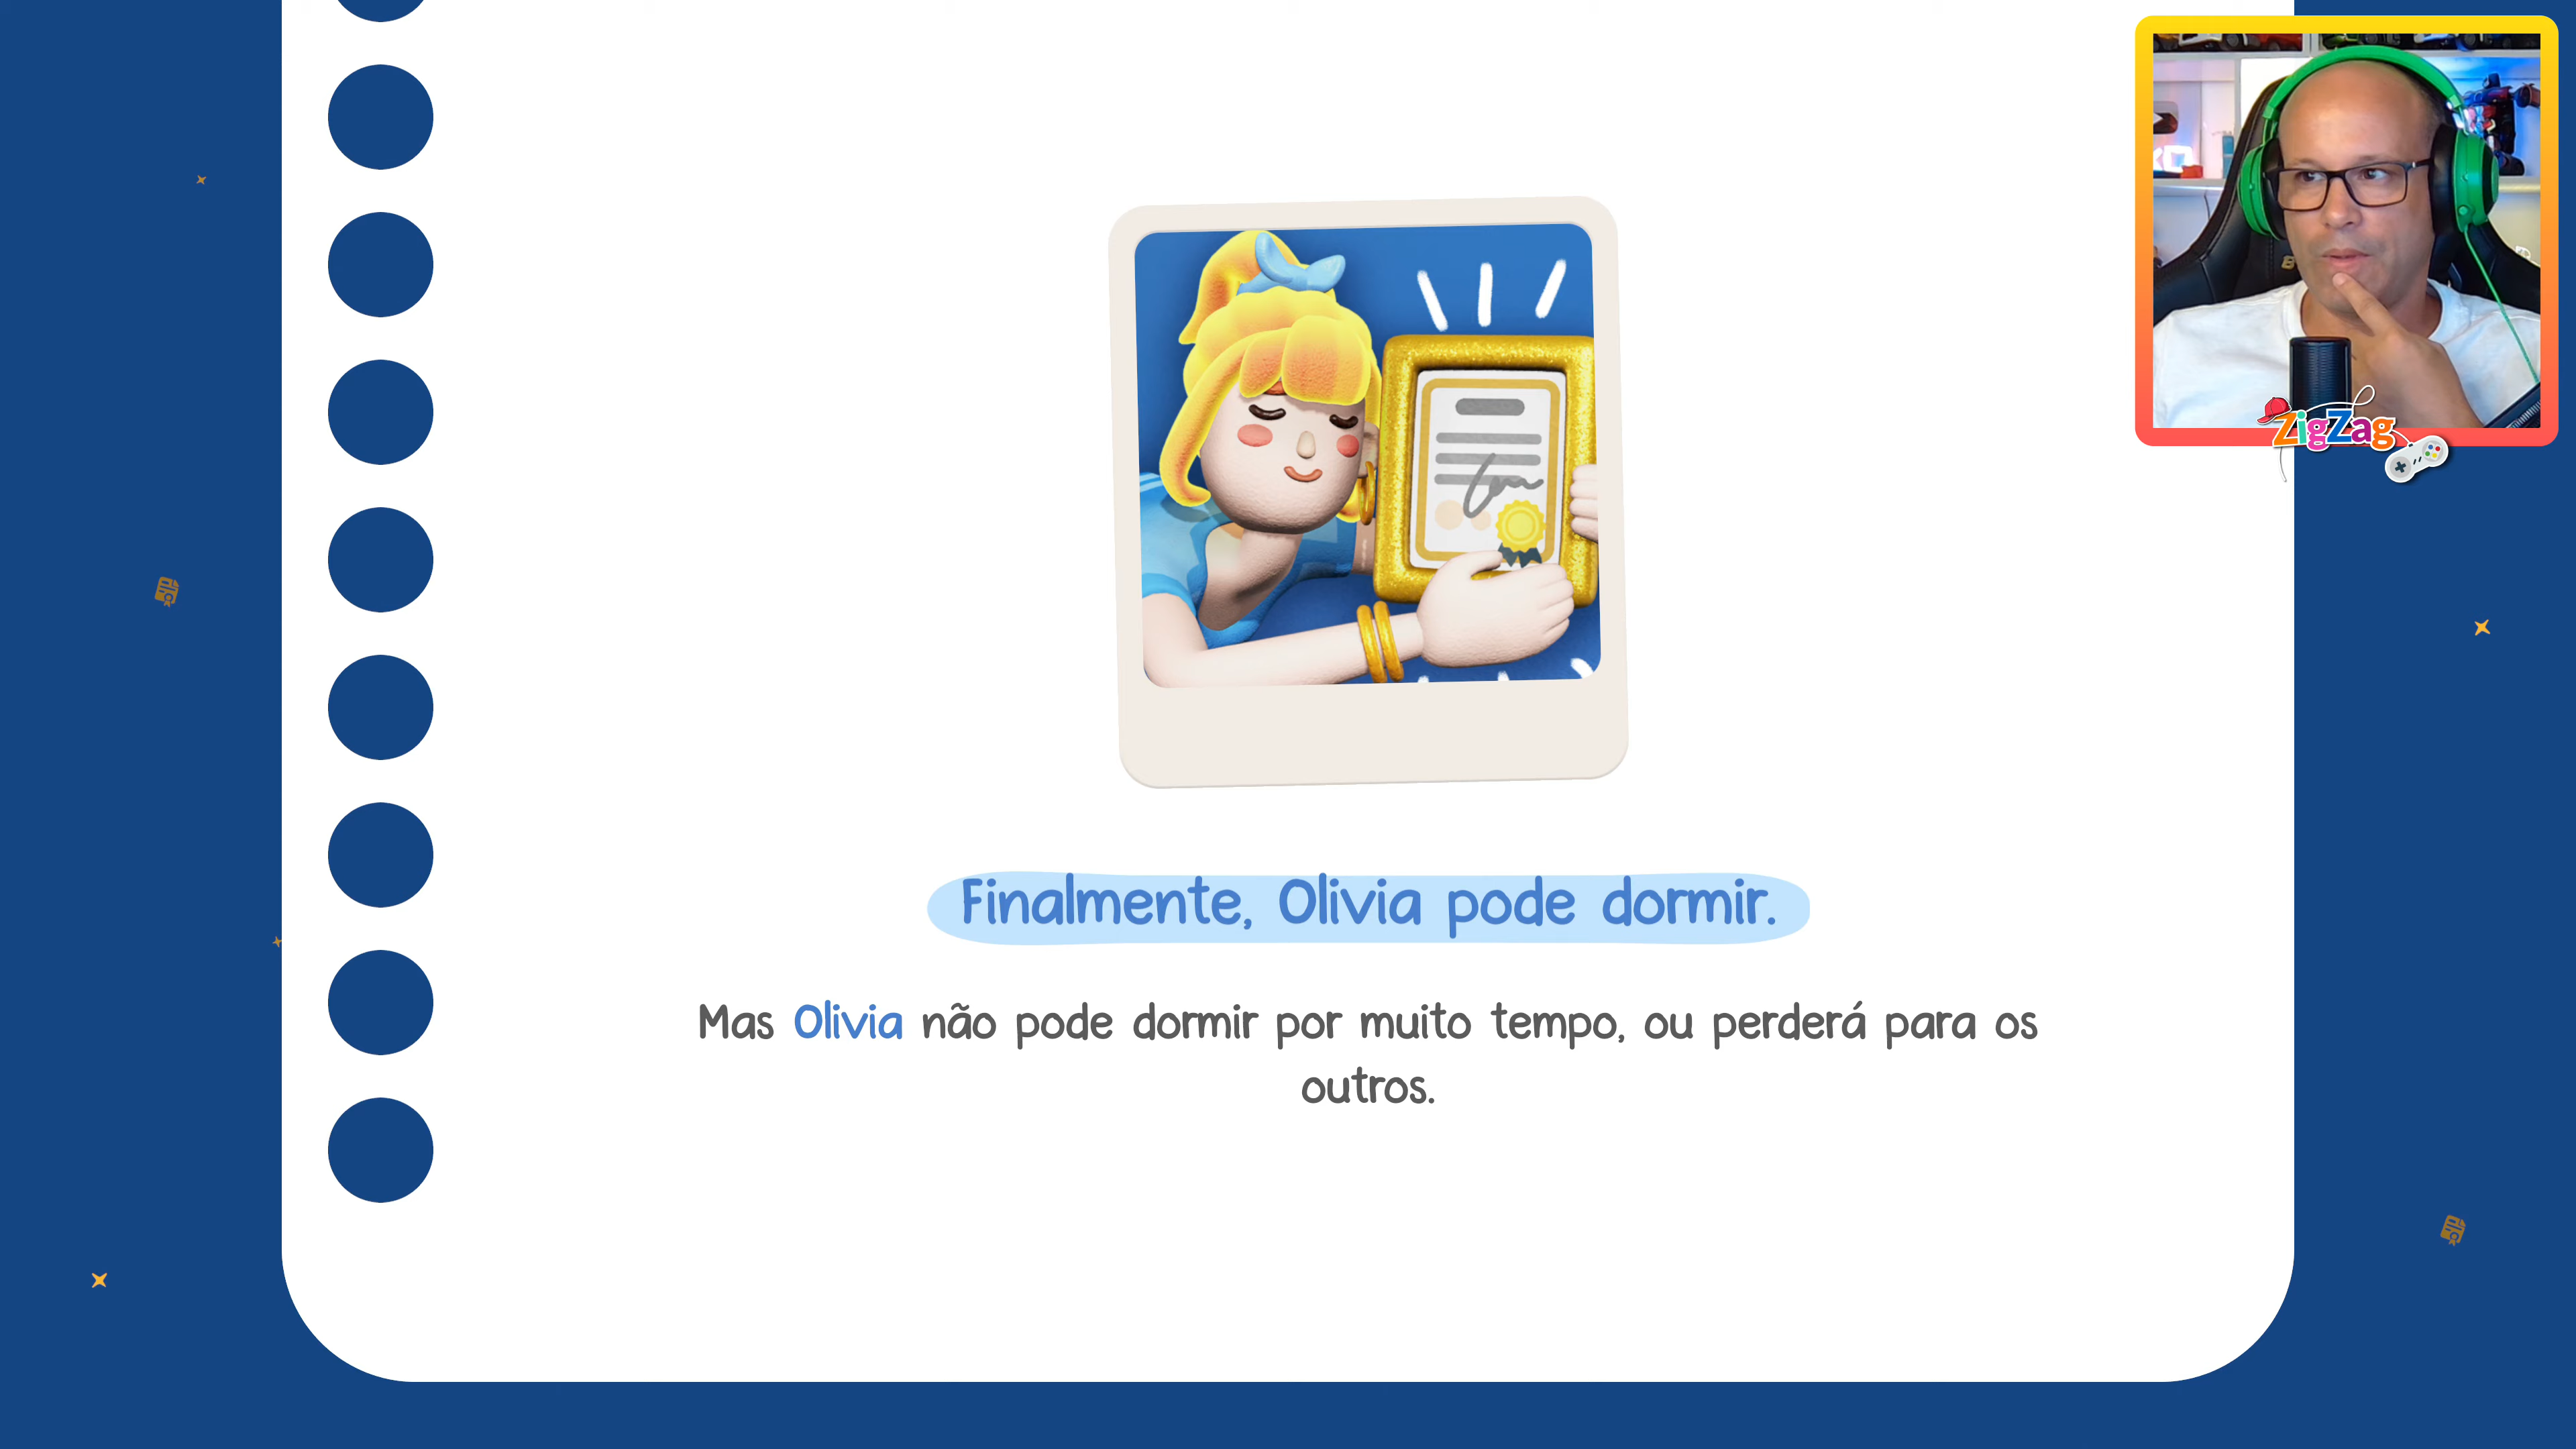 ZigZag
Finalmente, Olivia pode dormir.
Mas Olivia não pode dormir por muito tempo, ou perderá para os
outros.